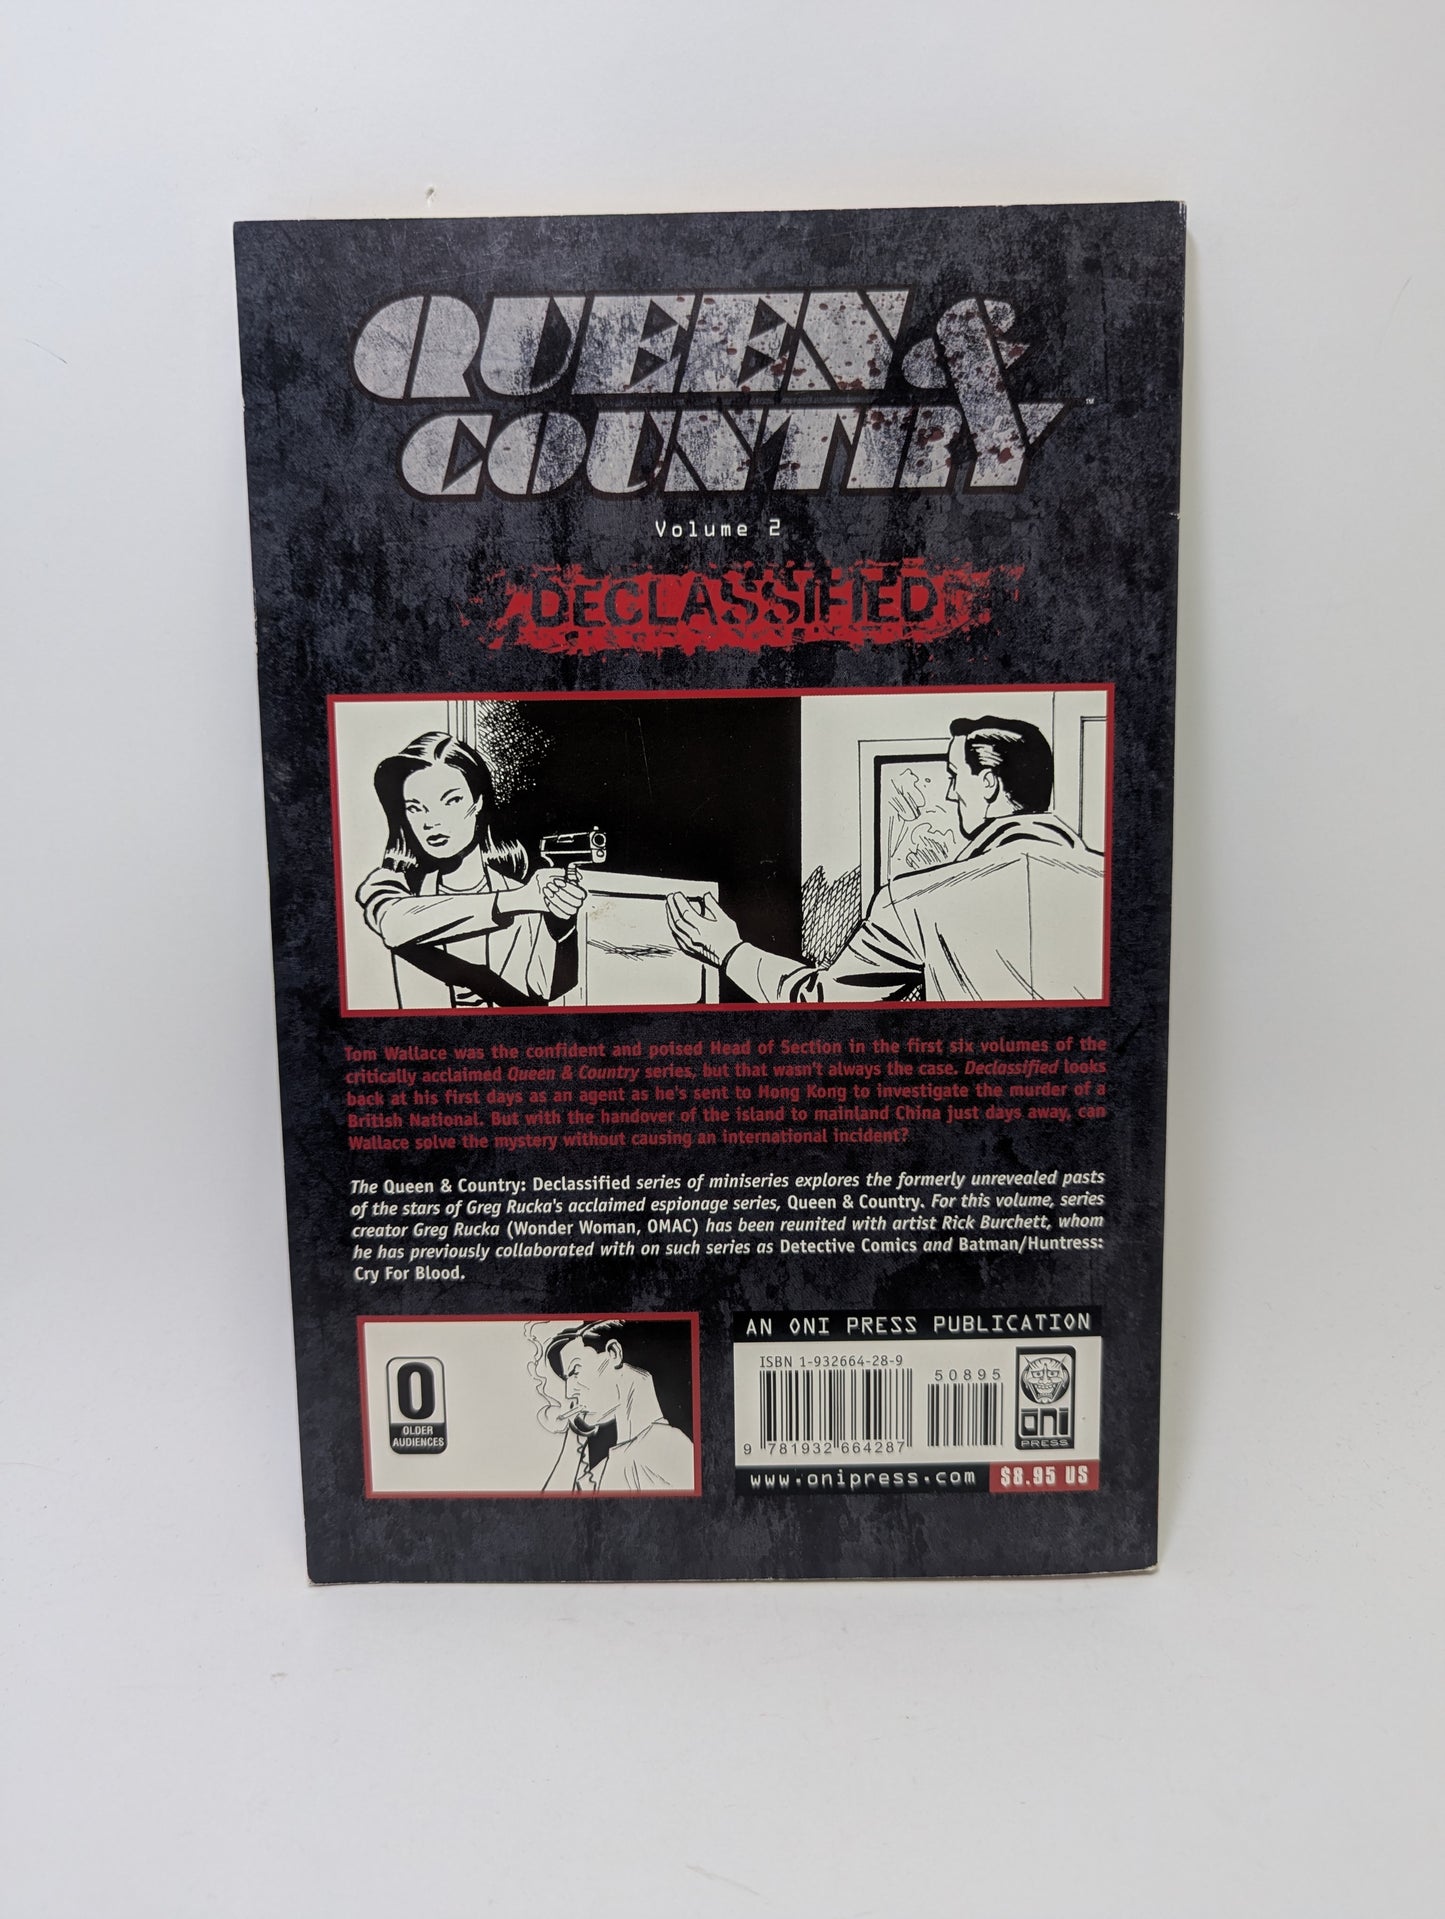 QUEEN &
COUNTRY™
Volume 2
DECLASSIFIED
Tom Wallace was the confident and poised Head of Section in the first six volumes of the
critically acclaimed Queen & Country series, but that wasn't always the case. Declassified looks
back at his first days as an agent as he's sent to Hong Kong to investigate the murder of a
British National. But with the handover of the island to mainland China just days away, can
Wallace solve the mystery without causing an international incident?
The Queen & Country: Declassified series of miniseries explores the formerly unrevealed pasts
of the stars of Greg Rucka's acclaimed espionage series, Queen & Country. For this volume, series
creator Greg Rucka (Wonder Woman, OMAC) has been reunited with artist Rick Burchett, whom
he has previously collaborated with on such series as Detective Comics and Batman/Huntress:
Cry For Blood.
O
OLDER
AUDIENCES
AN ONI PRESS PUBLICATION
ISBN 1-932664-28-9
50895
9 781932 664287
ōni
PRESS
www.onipress.com
$8.95 US